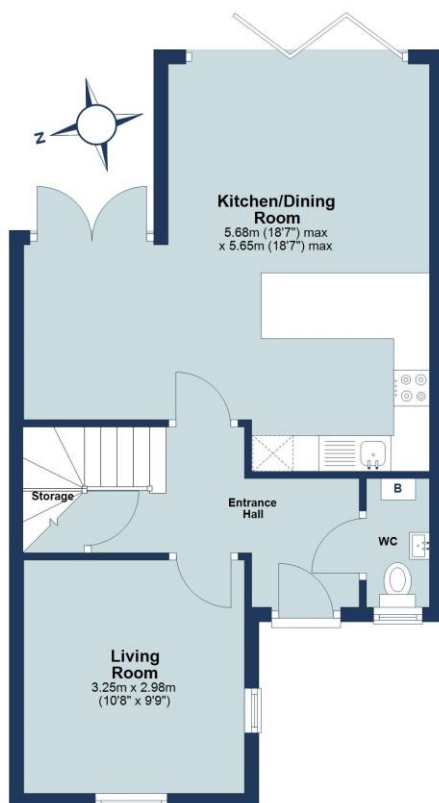 N
Kitchen/Dining
Room
5.68m (18'7") max
x 5.65m (18'7") max
Storage
Entrance
Hall
B
WC
Living
Room
3.25m x 2.98m
(10'8" x 9'9")